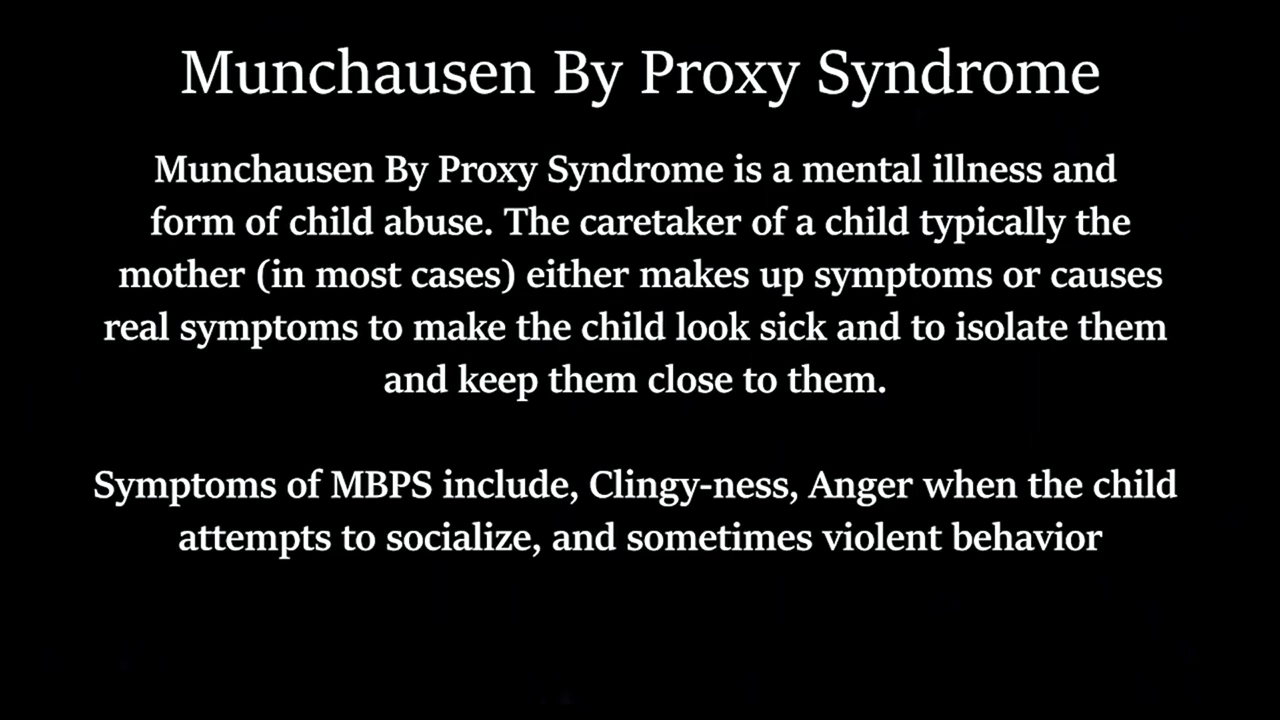 Munchausen By Proxy Syndrome
Munchausen By Proxy Syndrome is a mental illness and
form of child abuse. The caretaker of a child typically the
mother (in most cases) either makes up symptoms or causes
real symptoms to make the child look sick and to isolate them
and keep them close to them.
Symptoms of MBPS include, Clingy-ness, Anger when the child
attempts to socialize, and sometimes violent behavior